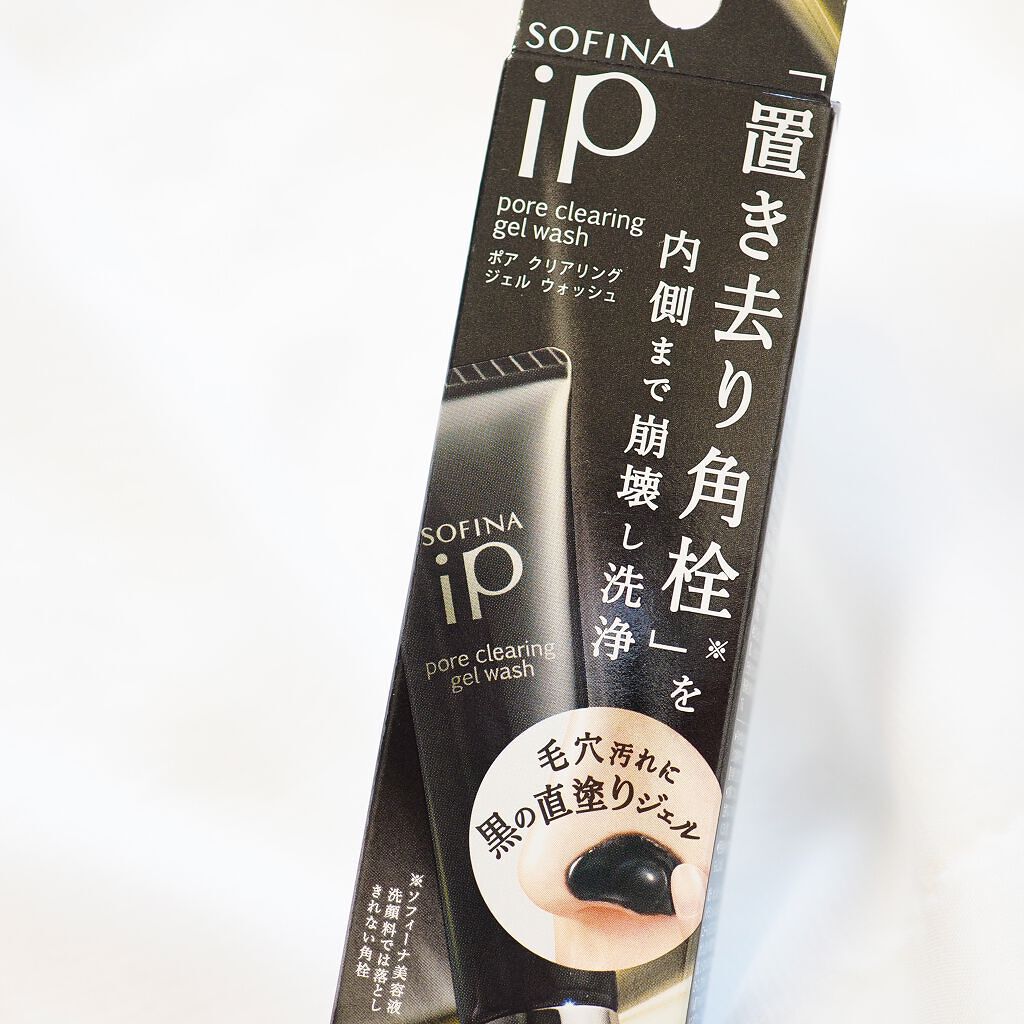 SOFINA
iP
pore clearing
gel wash
ポア クリアリング
ジェル ウォッシュ
「置き去り角栓※」を
内側まで崩壊し洗浄
SOFINA
iP
pore clearing
gel wash
毛穴汚れに
黒の直塗りジェル
※ソフィーナ美容液
洗顔料では落とし
きれない角栓